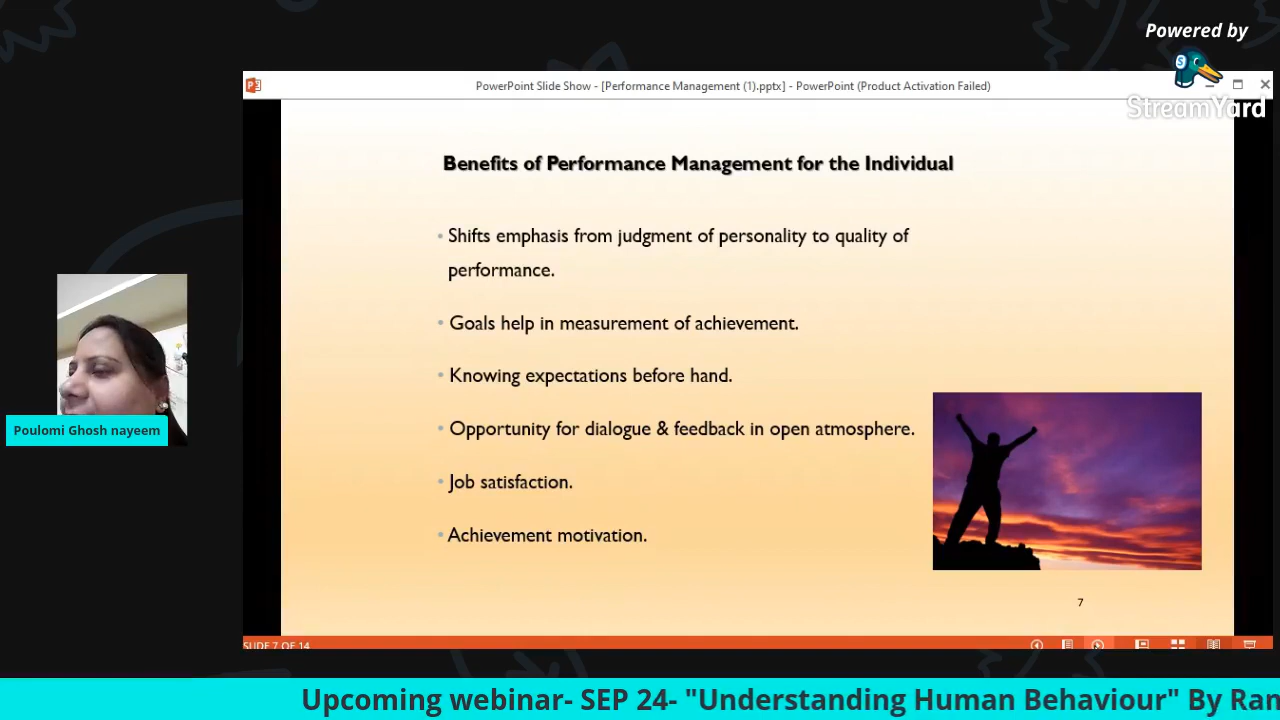 Powered by
S
StreamYard
P3
PowerPoint Slide Show - [Performance Management (1).pptx] - PowerPoint (Product Activation Failed)
Benefits of Performance Management for the Individual
• Shifts emphasis from judgment of personality to quality of
performance.
• Goals help in measurement of achievement.
• Knowing expectations before hand.
• Opportunity for dialogue & feedback in open atmosphere.
• Job satisfaction.
• Achievement motivation.
7
SLIDE 7 OF 14
Poulomi Ghosh nayeem
Upcoming webinar- SEP 24- "Understanding Human Behaviour" By Ran